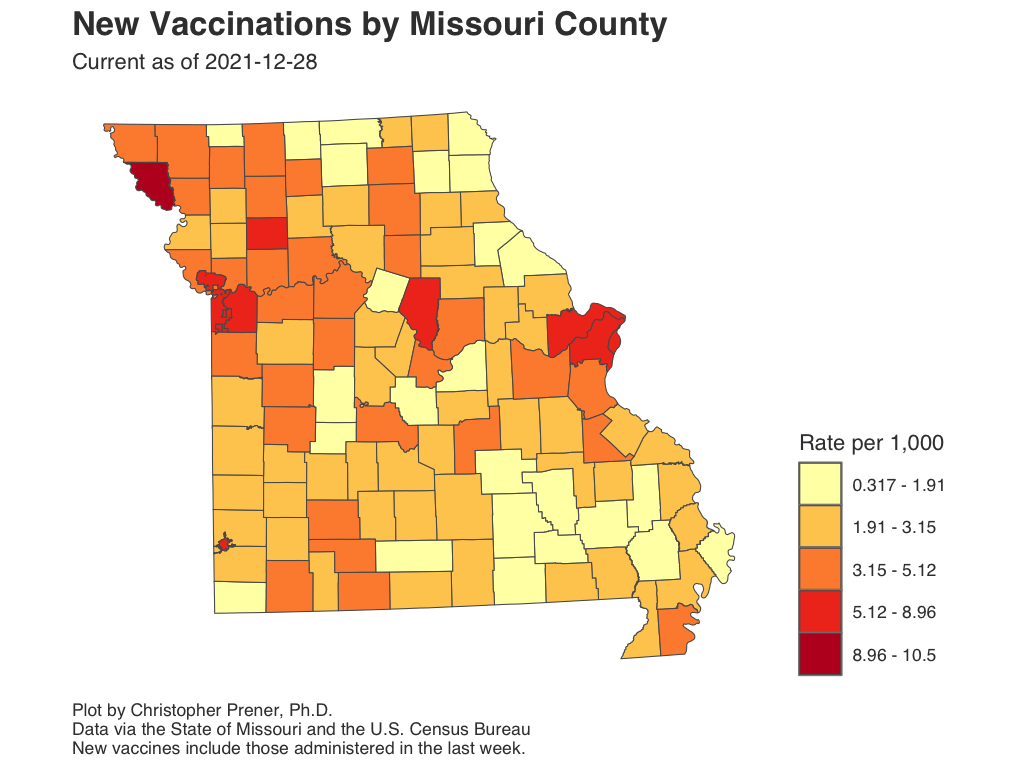 New Vaccinations by Missouri County
Current as of 2021-12-28
Rate per 1,000
0.317 - 1.91
1.91 - 3.15
3.15 - 5.12
5.12 - 8.96
8.96 - 10.5
Plot by Christopher Prener, Ph.D.
Data via the State of Missouri and the U.S. Census Bureau
New vaccines include those administered in the last week.